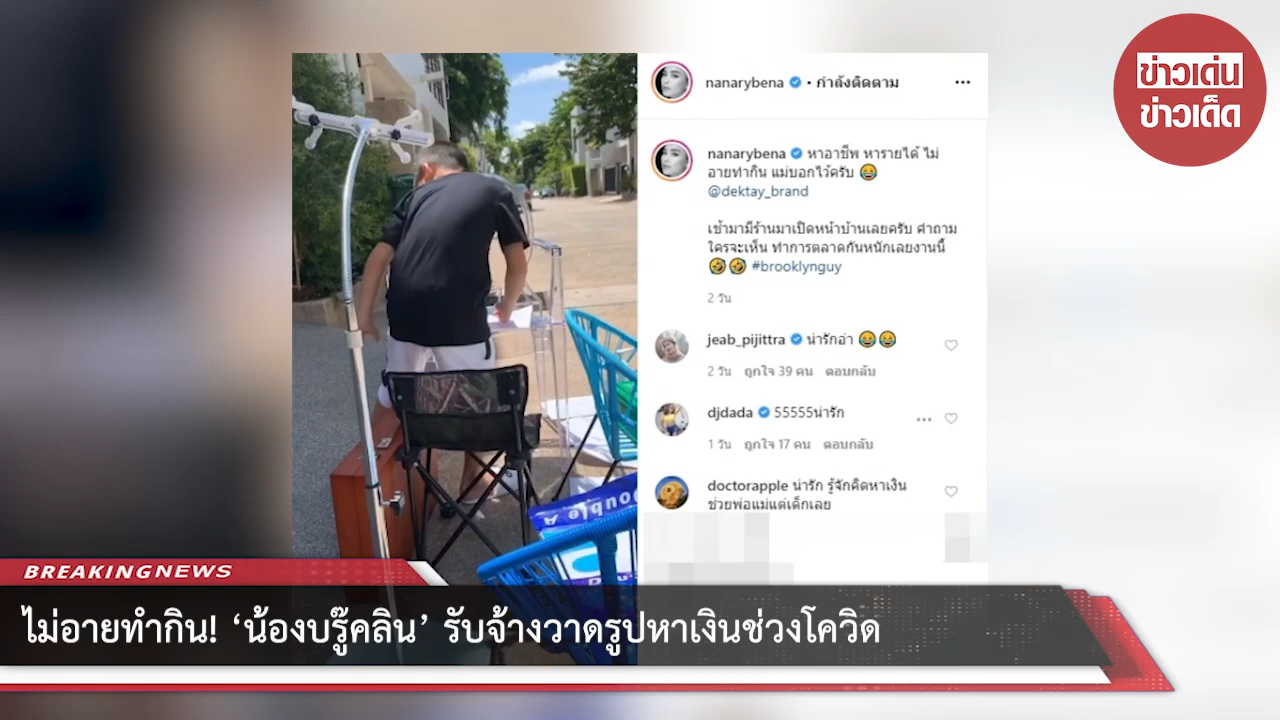 ข่าวเด่น
ข่าวเด็ด
nanarybena • กำลังติดตาม
nanarybena หาอาชีพ หารายได้ ไม่
อายทำกิน แม่บอกไว้ครับ 😂
@dektay_brand
เช้ามามีร้านมาเปิดหน้าบ้านเลยครับ คำถาม
ใครจะเห็น ทำการตลาดกันหนักเลยงานนี้
🤣🤣 #brooklynguy
2 วัน
jeab_pijittra น่ารักอ่า 😂😂
2 วัน ถูกใจ 39 คน ตอบกลับ
djdada 55555น่ารัก
1 วัน ถูกใจ 17 คน ตอบกลับ
doctorapple น่ารัก รู้จักคิดหาเงิน
ช่วยพ่อแม่แต่เด็กเลย
Double
BREAKING NEWS
ไม่อายทำกิน! ‘น้องบรู๊คลิน’ รับจ้างวาดรูปหาเงินช่วงโควิด